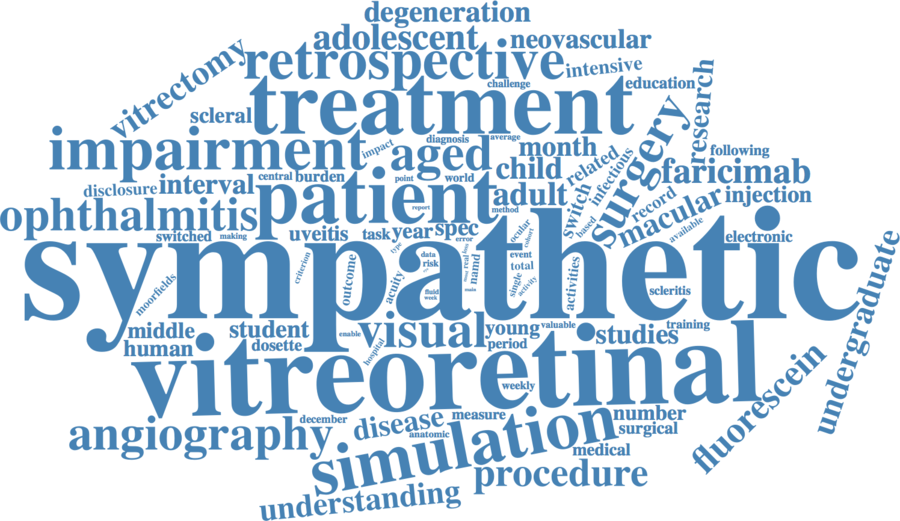 degeneration
adolescent
neovascular
vitrectomy
retrospective
intensive
challenge
education
research
scleral
treatment
surgery
impairment
impact
diagnosis
average
aged
month
following
related
infectious
faricimab
disclosure
interval
central
burden
point
world
child
switch
patient
adult
record
injection
ophthalmitis
report
method
based
macular
available
switched
making
uveitis
task
year
spec
error
ocular
cohort
electronic
sympathetic
type
data
risk
real
namd
event
total
criterion
outcome
acuity
fluid
week
main
single
activity
activities
scleritis
moorfields
undergraduate
middle
student
enable
visual
young
valuable
studies
training
human
dosette
hospital
period
vitreoretinal
weekly
fluorescein
december
disease
measure
number
angiography
anatomic
simulation
surgical
medical
procedure
understanding